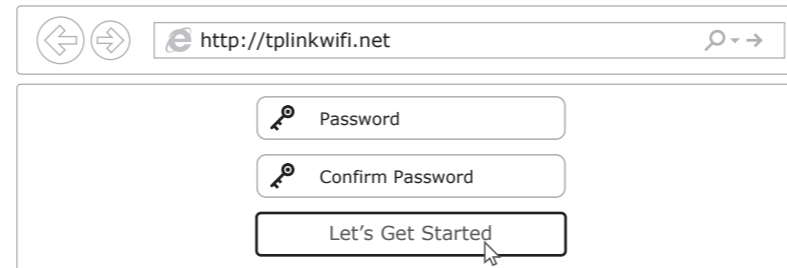 http://tplinkwifi.net
Password
Confirm Password
Let's Get Started